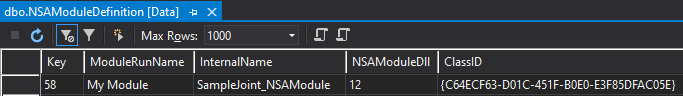 dbo.NSAModuleDefinition [Data]
Max Rows: 1000
Key ModuleRunName InternalName NSAModuleDll ClassID
58 My Module SampleJoint_NSAModule 12 {C64ECF63-D01C-451F-B0E0-E3F85DFAC05E}